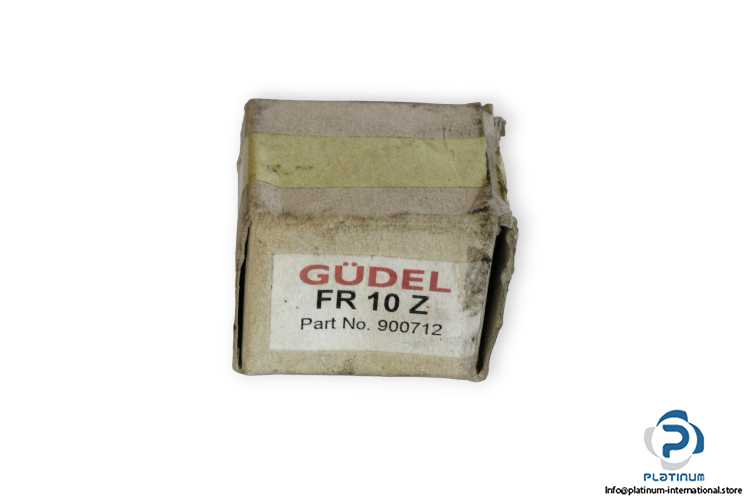 GÜDEL
FR 10 Z
Part No. 900712
PLATINUM
Info@platinum-international.store